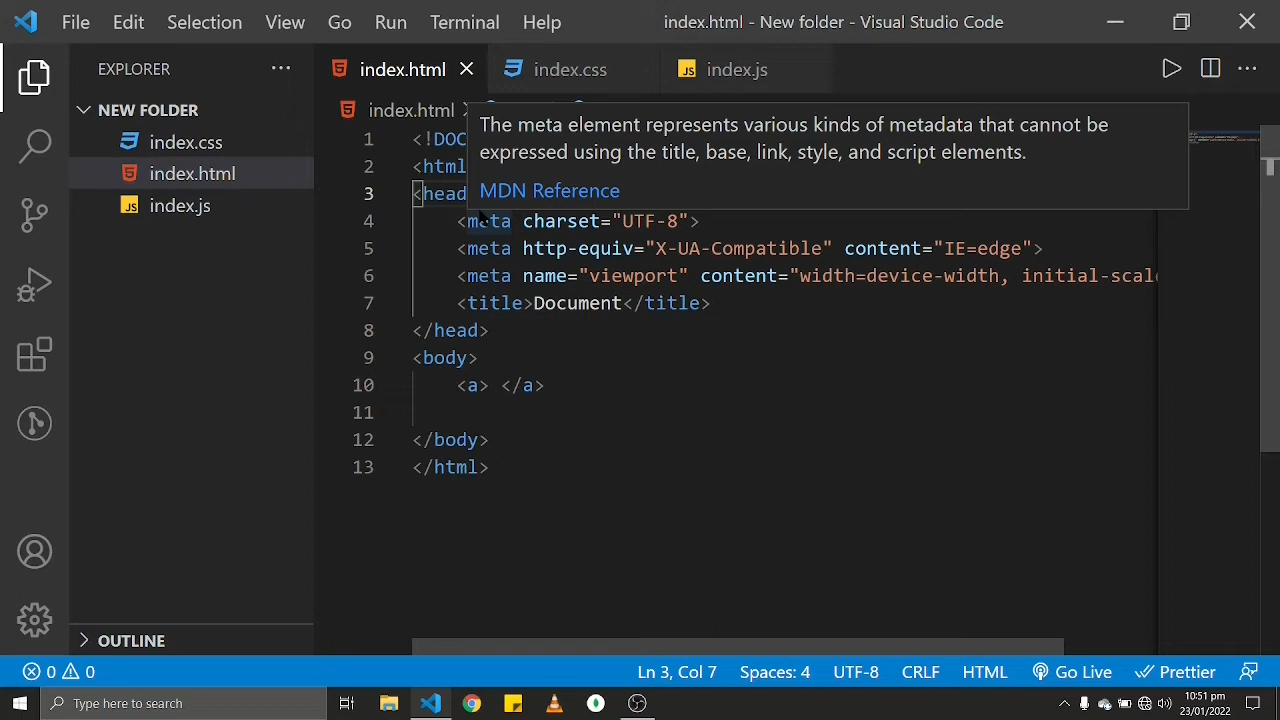 File Edit Selection View Go Run Terminal Help index.html - New folder - Visual Studio Code
EXPLORER
index.html index.css JS index.js
NEW FOLDER
index.css
index.html
JS index.js
index.html
The meta element represents various kinds of metadata that cannot be
expressed using the title, base, link, style, and script elements.
MDN Reference
1 <!DOC
2 <html
3 <head
4 <meta charset="UTF-8">
5 <meta http-equiv="X-UA-Compatible" content="IE=edge">
6 <meta name="viewport" content="width=device-width, initial-scale
7 <title>Document</title>
8 </head>
9 <body>
10 <a> </a>
11
12 </body>
13 </html>
OUTLINE
0 0 Ln 3, Col 7 Spaces: 4 UTF-8 CRLF HTML Go Live Prettier
Type here to search
10:51 pm
23/01/2022